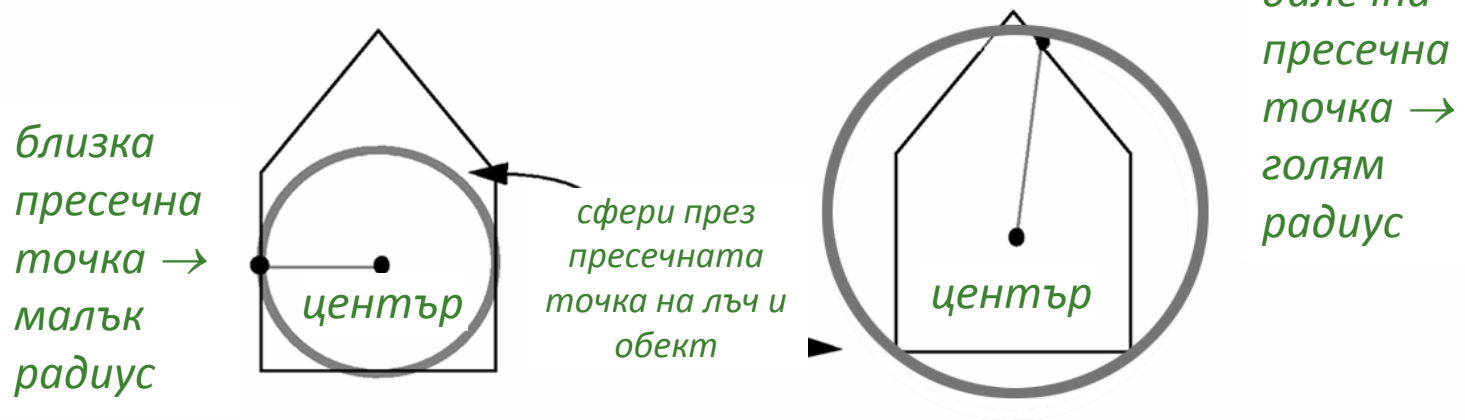 близка
пресечна
точка →
малък
радиус
център
сфери през
пресечната
точка на лъч и
обект
център
пресечна
точка →
голям
радиус